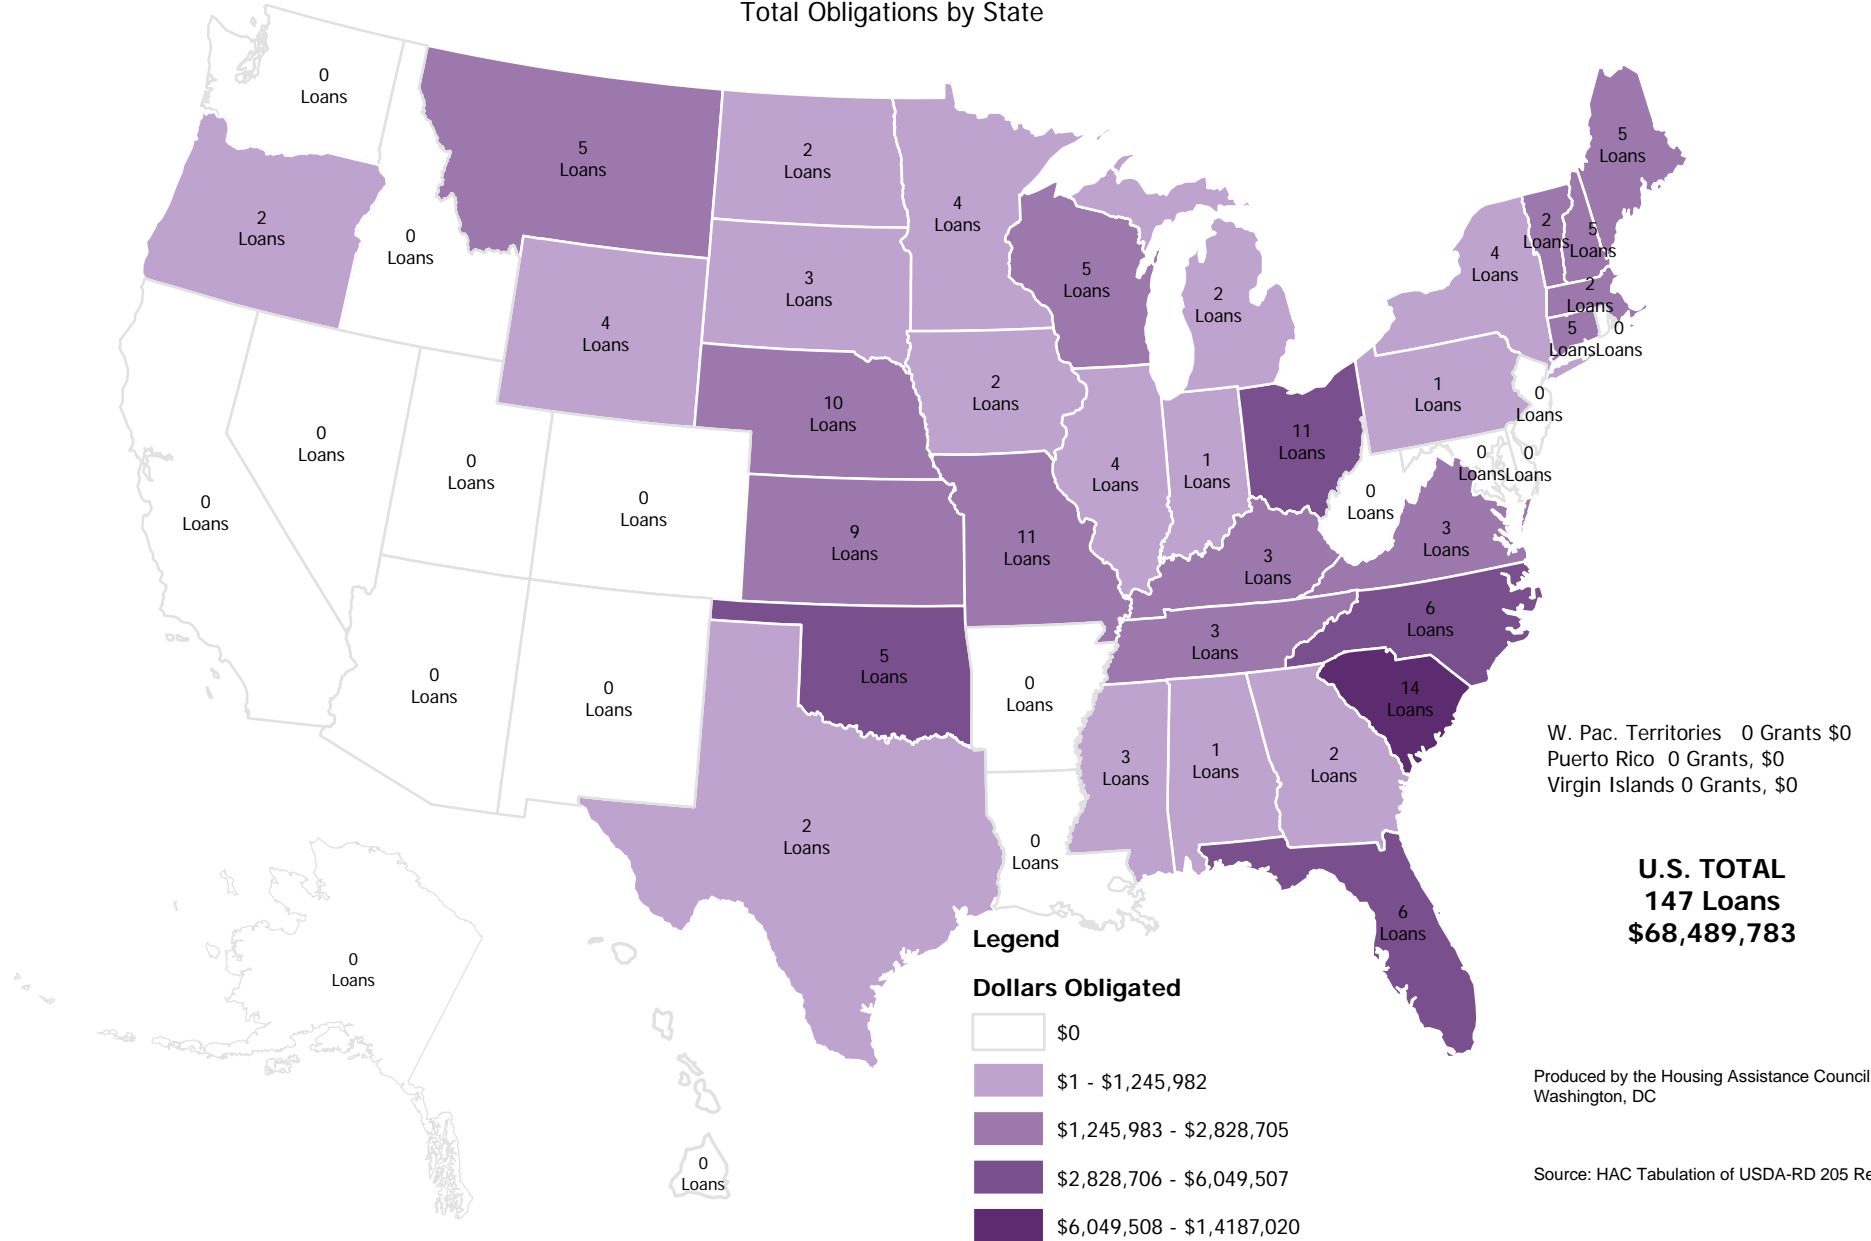 Total Obligations by State
0
Loans
5
Loans
2
Loans
4
Loans
5
Loans
2
Loans
0
Loans
3
Loans
4
Loans
5
Loans
2
Loans
4
Loans
2
Loans
5
Loans
2
Loans
5
Loans
0
Loans
0
Loans
0
Loans
0
Loans
0
Loans
10
Loans
2
Loans
4
Loans
1
Loans
11
Loans
1
Loans
0
Loans
0
Loans
0
Loans
0
Loans
9
Loans
11
Loans
3
Loans
3
Loans
6
Loans
3
Loans
0
Loans
0
Loans
5
Loans
0
Loans
14
Loans
3
Loans
1
Loans
2
Loans
2
Loans
0
Loans
6
Loans
0
Loans
0
Loans
W. Pac. Territories 0 Grants $0
Puerto Rico 0 Grants, $0
Virgin Islands 0 Grants, $0
U.S. TOTAL
147 Loans
$68,489,783
Legend
Dollars Obligated
$0
$1 - $1,245,982
$1,245,983 - $2,828,705
$2,828,706 - $6,049,507
$6,049,508 - $1,4187,020
Produced by the Housing Assistance Council
Washington, DC
Source: HAC Tabulation of USDA-RD 205 Re